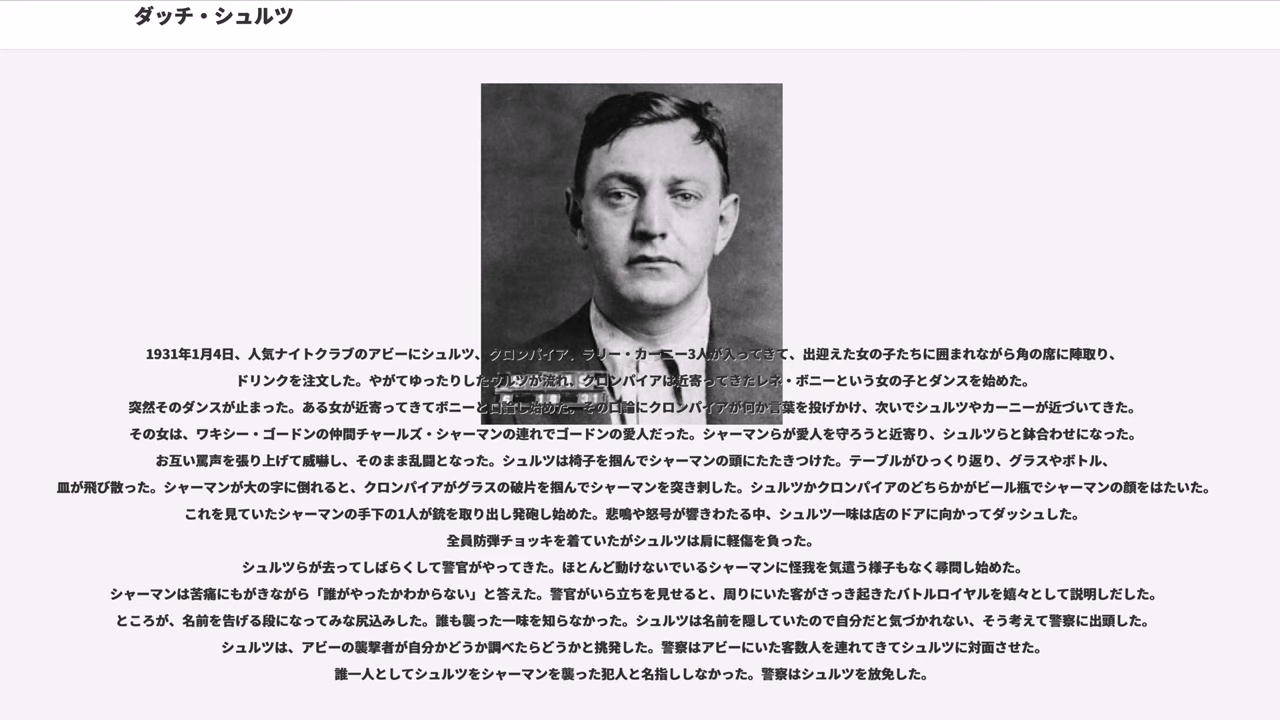 ダッチ・シュルツ
1931年1月4日、人気ナイトクラブのアビーにシュルツ、クロンパイア、ラリー・カーニー3人が入ってきて、出迎えた女の子たちに囲まれながら角の席に陣取り、
ドリンクを注文した。やがてゆったりしたワルツが流れ、クロンパイアは近寄ってきたレネ・ボニーという女の子とダンスを始めた。
突然そのダンスが止まった。ある女が近寄ってきてボニーと口論し始めた。その口論にクロンパイアが何か言葉を投げかけ、次いでシュルツやカーニーが近づいてきた。
その女は、ワキシー・ゴードンの仲間チャールズ・シャーマンの連れでゴードンの愛人だった。シャーマンらが愛人を守ろうと近寄り、シュルツらと鉢合わせになった。
お互い罵声を張り上げて威嚇し、そのまま乱闘となった。シュルツは椅子を掴んでシャーマンの頭にたたきつけた。テーブルがひっくり返り、グラスやボトル、
皿が飛び散った。シャーマンが大の字に倒れると、クロンパイアがグラスの破片を掴んでシャーマンを突き刺した。シュルツかクロンパイアのどちらかがビール瓶でシャーマンの顔をはたいた。
これを見ていたシャーマンの手下の1人が銃を取り出し発砲し始めた。悲鳴や怒号が響きわたる中、シュルツ一味は店のドアに向かってダッシュした。
全員防弾チョッキを着ていたがシュルツは肩に軽傷を負った。
シュルツらが去ってしばらくして警官がやってきた。ほとんど動けないでいるシャーマンに怪我を気遣う様子もなく尋問し始めた。
シャーマンは苦痛にもがきながら「誰がやったかわからない」と答えた。警官がいら立ちを見せると、周りにいた客がさっき起きたバトルロイヤルを嬉々として説明しだした。
ところが、名前を告げる段になってみな尻込みした。誰も襲った一味を知らなかった。シュルツは名前を隠していたので自分だと気づかれない、そう考えて警察に出頭した。
シュルツは、アビーの襲撃者が自分かどうか調べたらどうかと挑発した。警察はアビーにいた客数人を連れてきてシュルツに対面させた。
誰一人としてシュルツをシャーマンを襲った犯人と名指ししなかった。警察はシュルツを放免した。